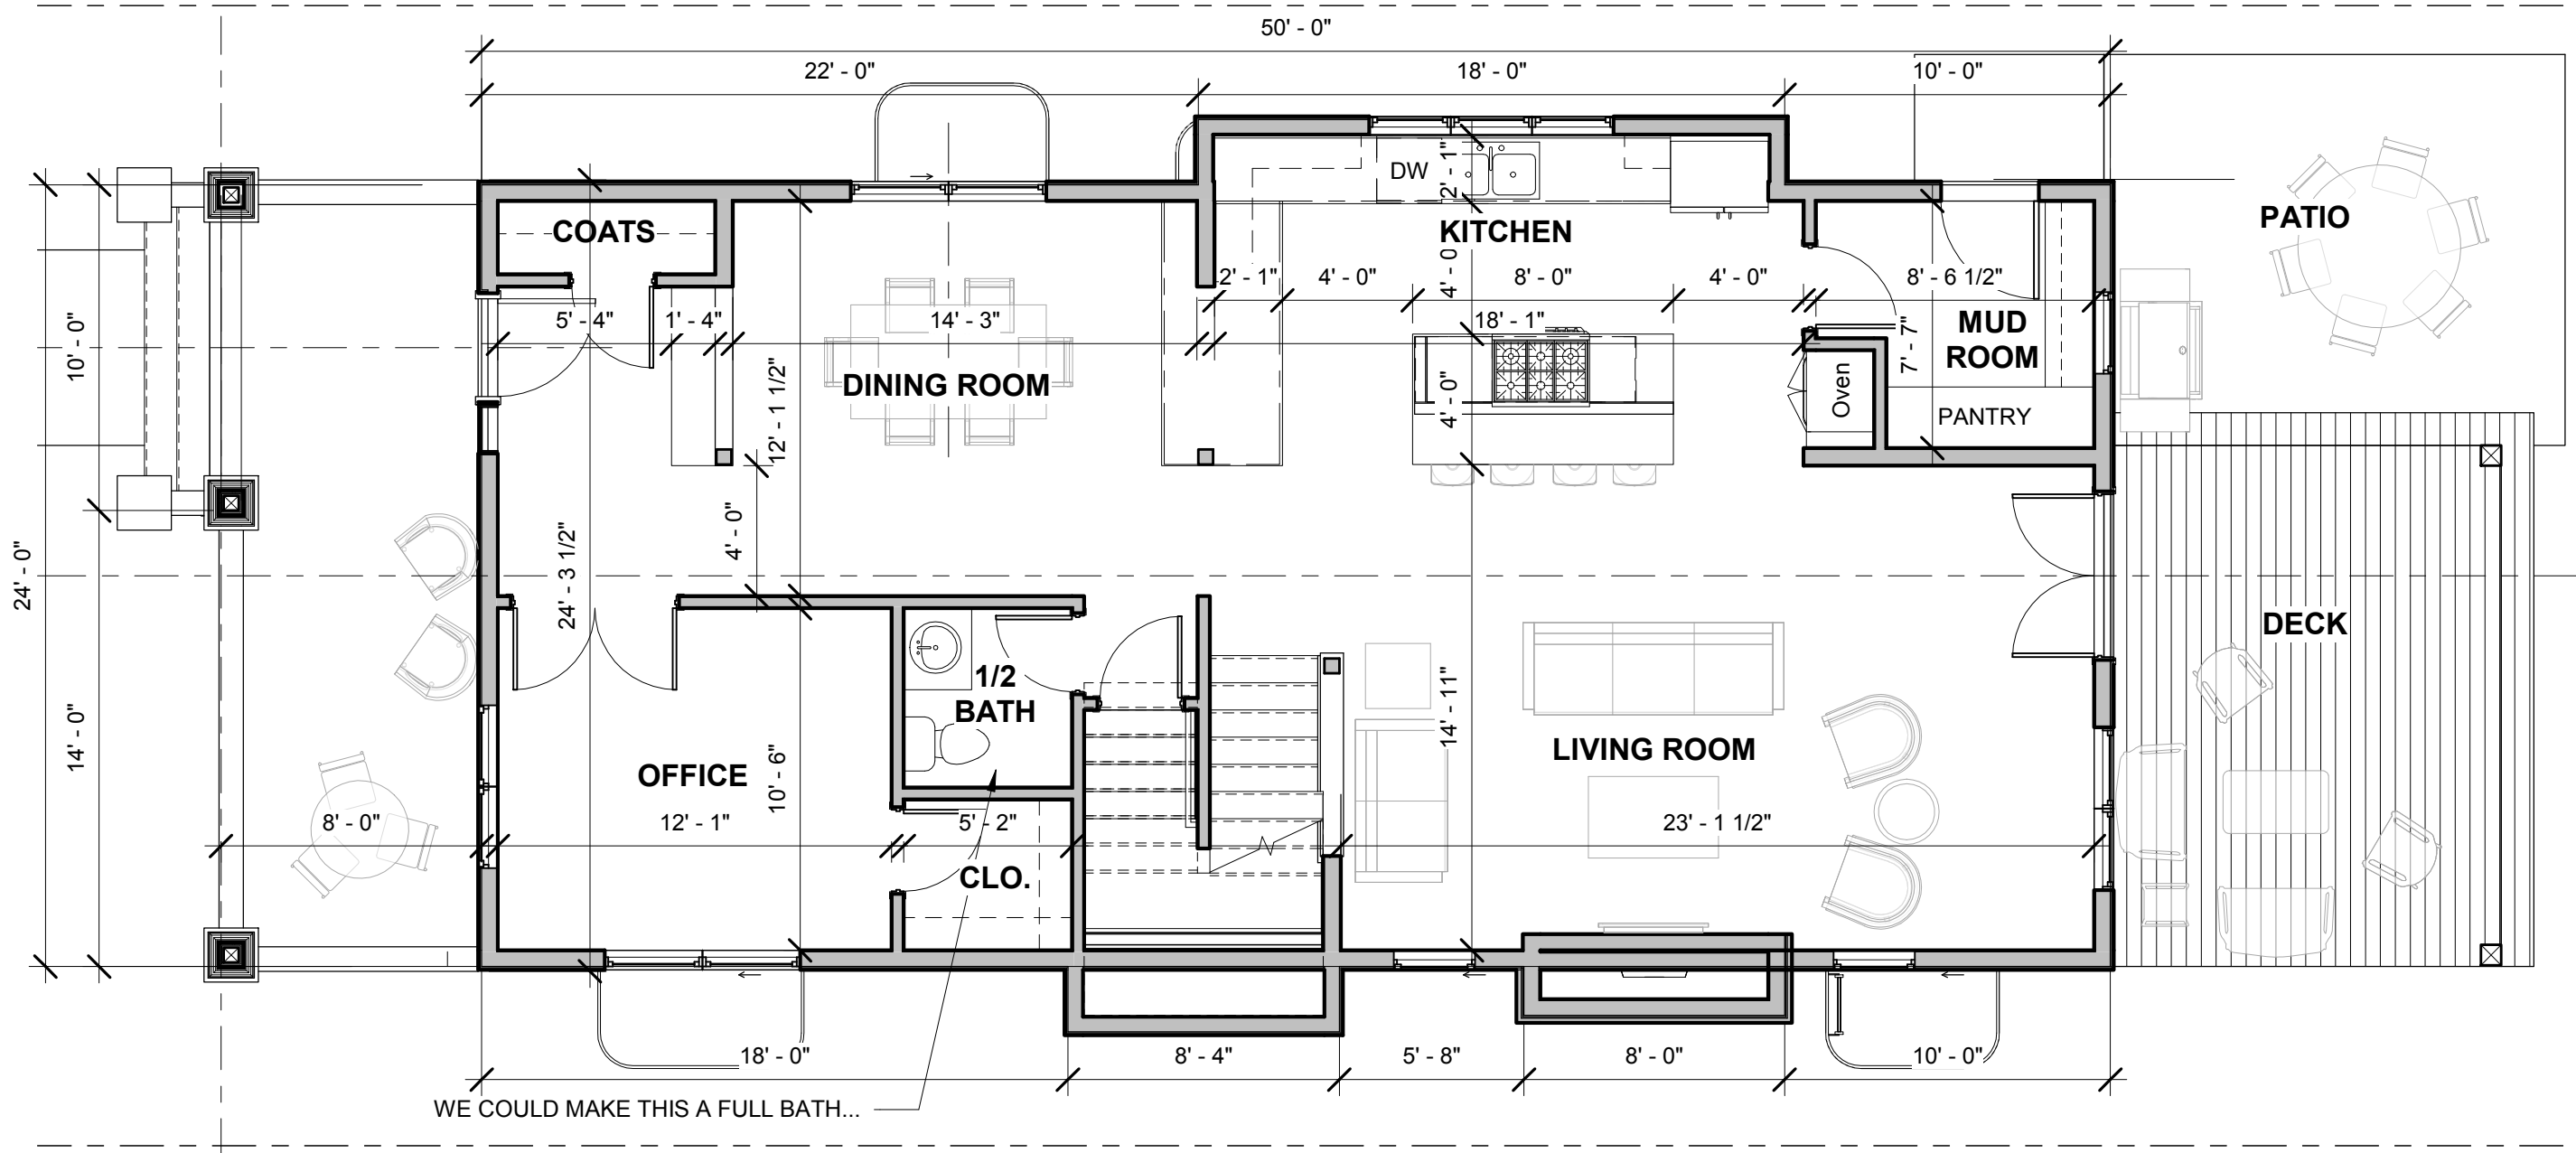 50' - 0"
22' - 0"
18' - 0"
10' - 0"
DW
2' - 1"
COATS
KITCHEN
PATIO
4' - 0"
2' - 1"
4' - 0"
8' - 0"
4' - 0"
8' - 6 1/2"
5' - 4"
1' - 4"
14' - 3"
18' - 1"
MUD
ROOM
7' - 7"
10' - 0"
DINING ROOM
12' - 1 1/2"
4' - 0"
Oven
PANTRY
24' - 0"
24' - 3 1/2"
4' - 0"
DECK
1/2
BATH
14' - 11"
14' - 0"
OFFICE
10' - 6"
LIVING ROOM
8' - 0"
12' - 1"
5' - 2"
23' - 1 1/2"
CLO.
18' - 0"
8' - 4"
5' - 8"
8' - 0"
10' - 0"
WE COULD MAKE THIS A FULL BATH...